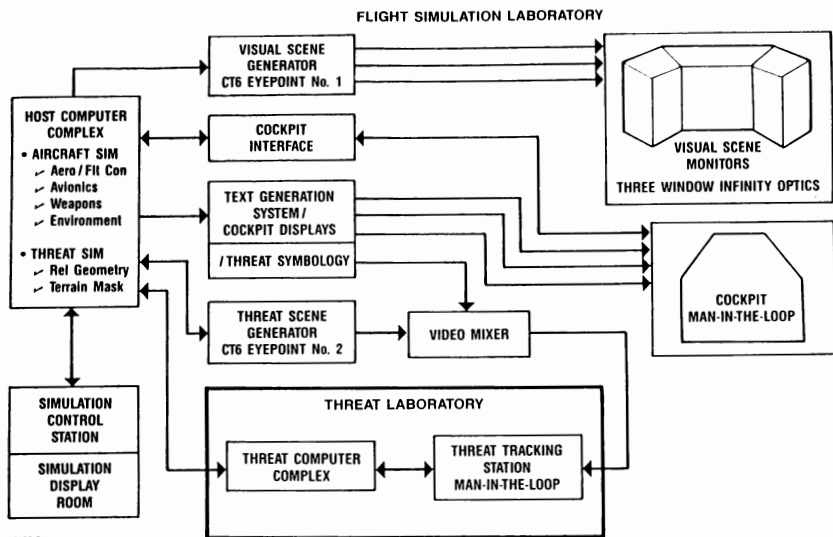 FLIGHT SIMULATION LABORATORY
VISUAL SCENE
GENERATOR
CT6 EYEPOINT No. 1
VISUAL SCENE
MONITORS
THREE WINDOW INFINITY OPTICS
HOST COMPUTER
COMPLEX
• AIRCRAFT SIM
✓ Aero/Flt Con
✓ Avionics
✓ Weapons
✓ Environment
• THREAT SIM
✓ Rel Geometry
✓ Terrain Mask
COCKPIT
INTERFACE
TEXT GENERATION
SYSTEM/
COCKPIT DISPLAYS
/THREAT SYMBOLOGY
COCKPIT
MAN-IN-THE-LOOP
THREAT SCENE
GENERATOR
CT6 EYEPOINT No. 2
VIDEO MIXER
SIMULATION
CONTROL
STATION
SIMULATION
DISPLAY
ROOM
THREAT LABORATORY
THREAT COMPUTER
COMPLEX
THREAT TRACKING
STATION
MAN-IN-THE-LOOP